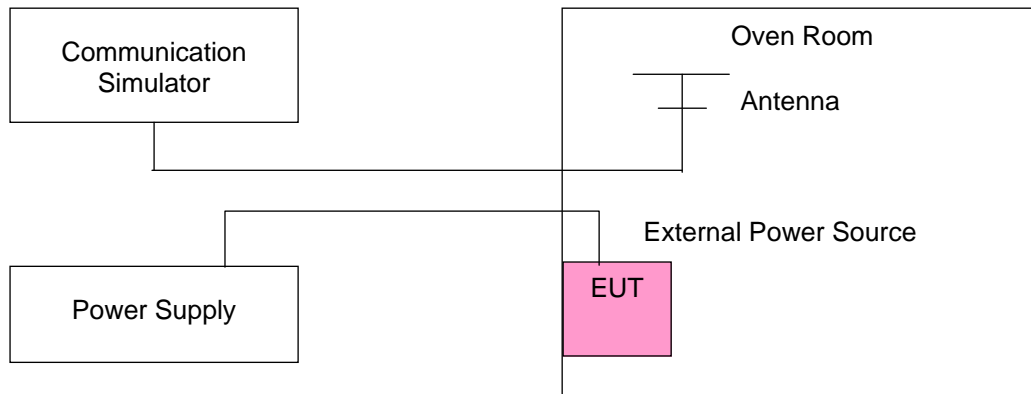 Communication
Simulator
Oven Room
Antenna
External Power Source
Power Supply
EUT